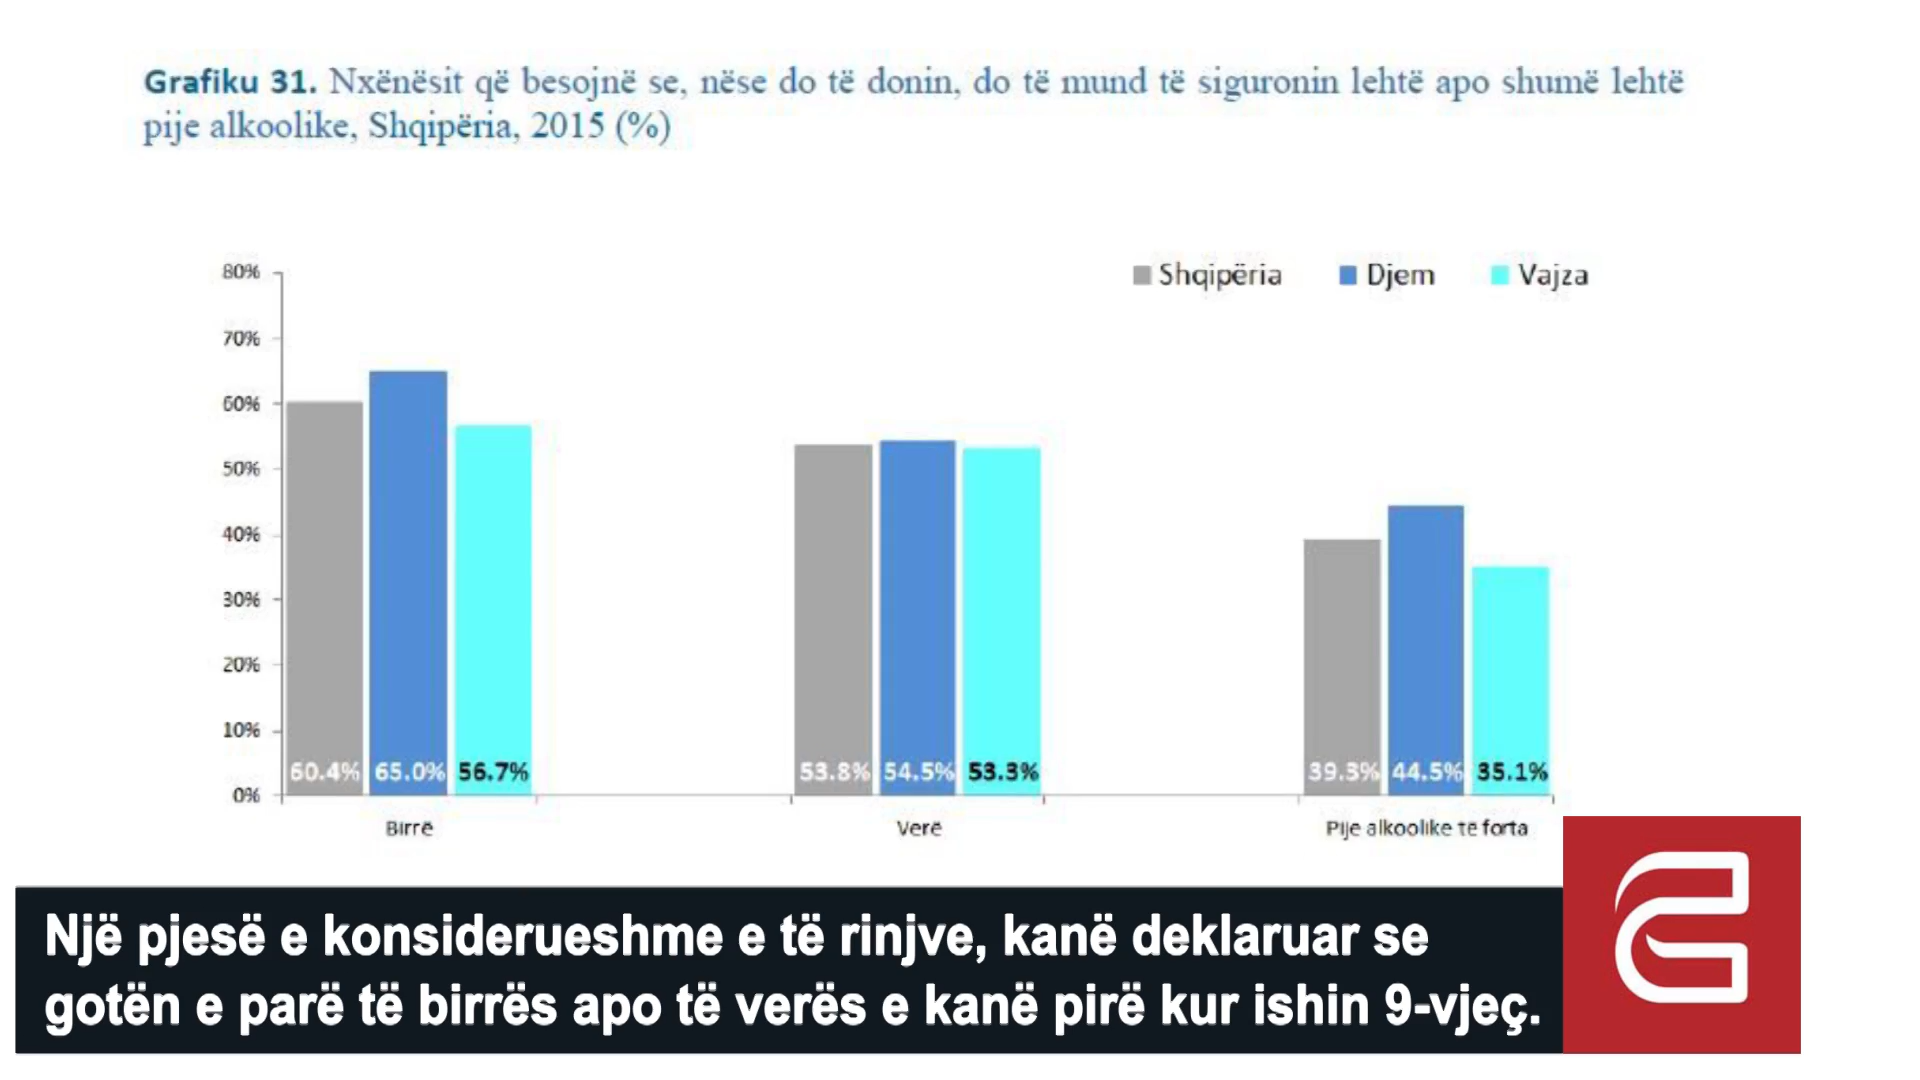 Grafiku 31. Nxënësit që besojnë se, nëse do të donin, do të mund të siguronin lehtë apo shumë lehtë
pije alkoolike, Shqipëria, 2015 (%)
Shqipëria Djem Vajza
80%
70%
60%
50%
40%
30%
20%
10%
0%
60.4% 65.0% 56.7% 53.8% 54.5% 53.3% 39.3% 44.5% 35.1%
Birrë Verë Pije alkoolike të forta
Një pjesë e konsiderueshme e të rinjve, kanë deklaruar se
gotën e parë të birrës apo të verës e kanë pirë kur ishin 9-vjeç.